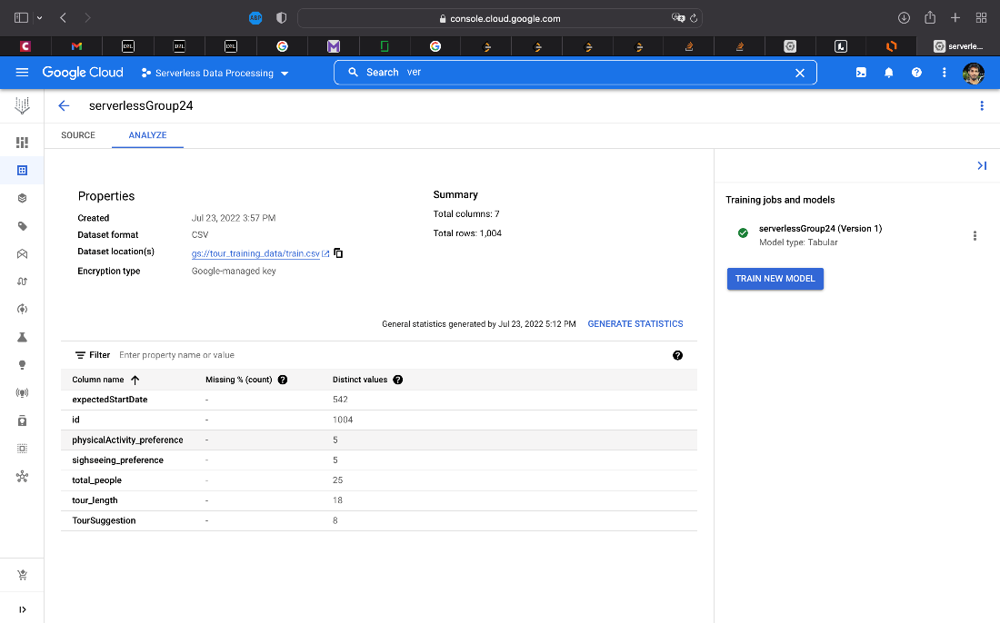 ABP
console.cloud.google.com
C
D2L
D2L
D2L
serverle...
Google Cloud
Serverless Data Processing
Search ver
serverlessGroup24
SOURCE
ANALYZE
Properties
Created Jul 23, 2022 3:57 PM
Dataset format CSV
Dataset location(s) gs://tour_training_data/train.csv
Encryption type Google-managed key
Summary
Total columns: 7
Total rows: 1,004
General statistics generated by Jul 23, 2022 5:12 PM GENERATE STATISTICS
Filter Enter property name or value
Column name Missing % (count) Distinct values
expectedStartDate - 542
id - 1004
physicalActivity_preference - 5
sighseeing_preference - 5
total_people - 25
tour_length - 18
TourSuggestion - 8
Training jobs and models
serverlessGroup24 (Version 1)
Model type: Tabular
TRAIN NEW MODEL